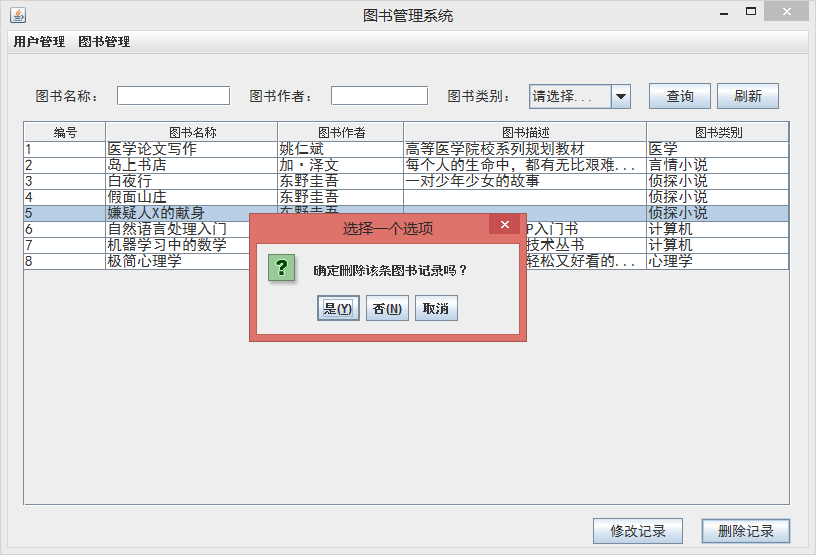 图书管理系统
用户管理 图书管理
图书名称： 图书作者： 图书类别： 请选择... 查询 刷新
编号 图书名称 图书作者 图书描述 图书类别
1 医学论文写作 姚仁斌 高等医学院校系列规划教材 医学
2 岛上书店 加·泽文 每个人的生命中，都有无比艰难... 言情小说
3 白夜行 东野圭吾 一对少年少女的故事 侦探小说
4 假面山庄 东野圭吾 侦探小说
5 嫌疑人X的献身 东野圭吾 侦探小说
6 自然语言处理入门 P入门书 计算机
7 机器学习中的数学 技术丛书 计算机
8 极简心理学 轻松又好看的... 心理学
选择一个选项
?
确定删除该条图书记录吗？
是(Y) 否(N) 取消
修改记录 删除记录